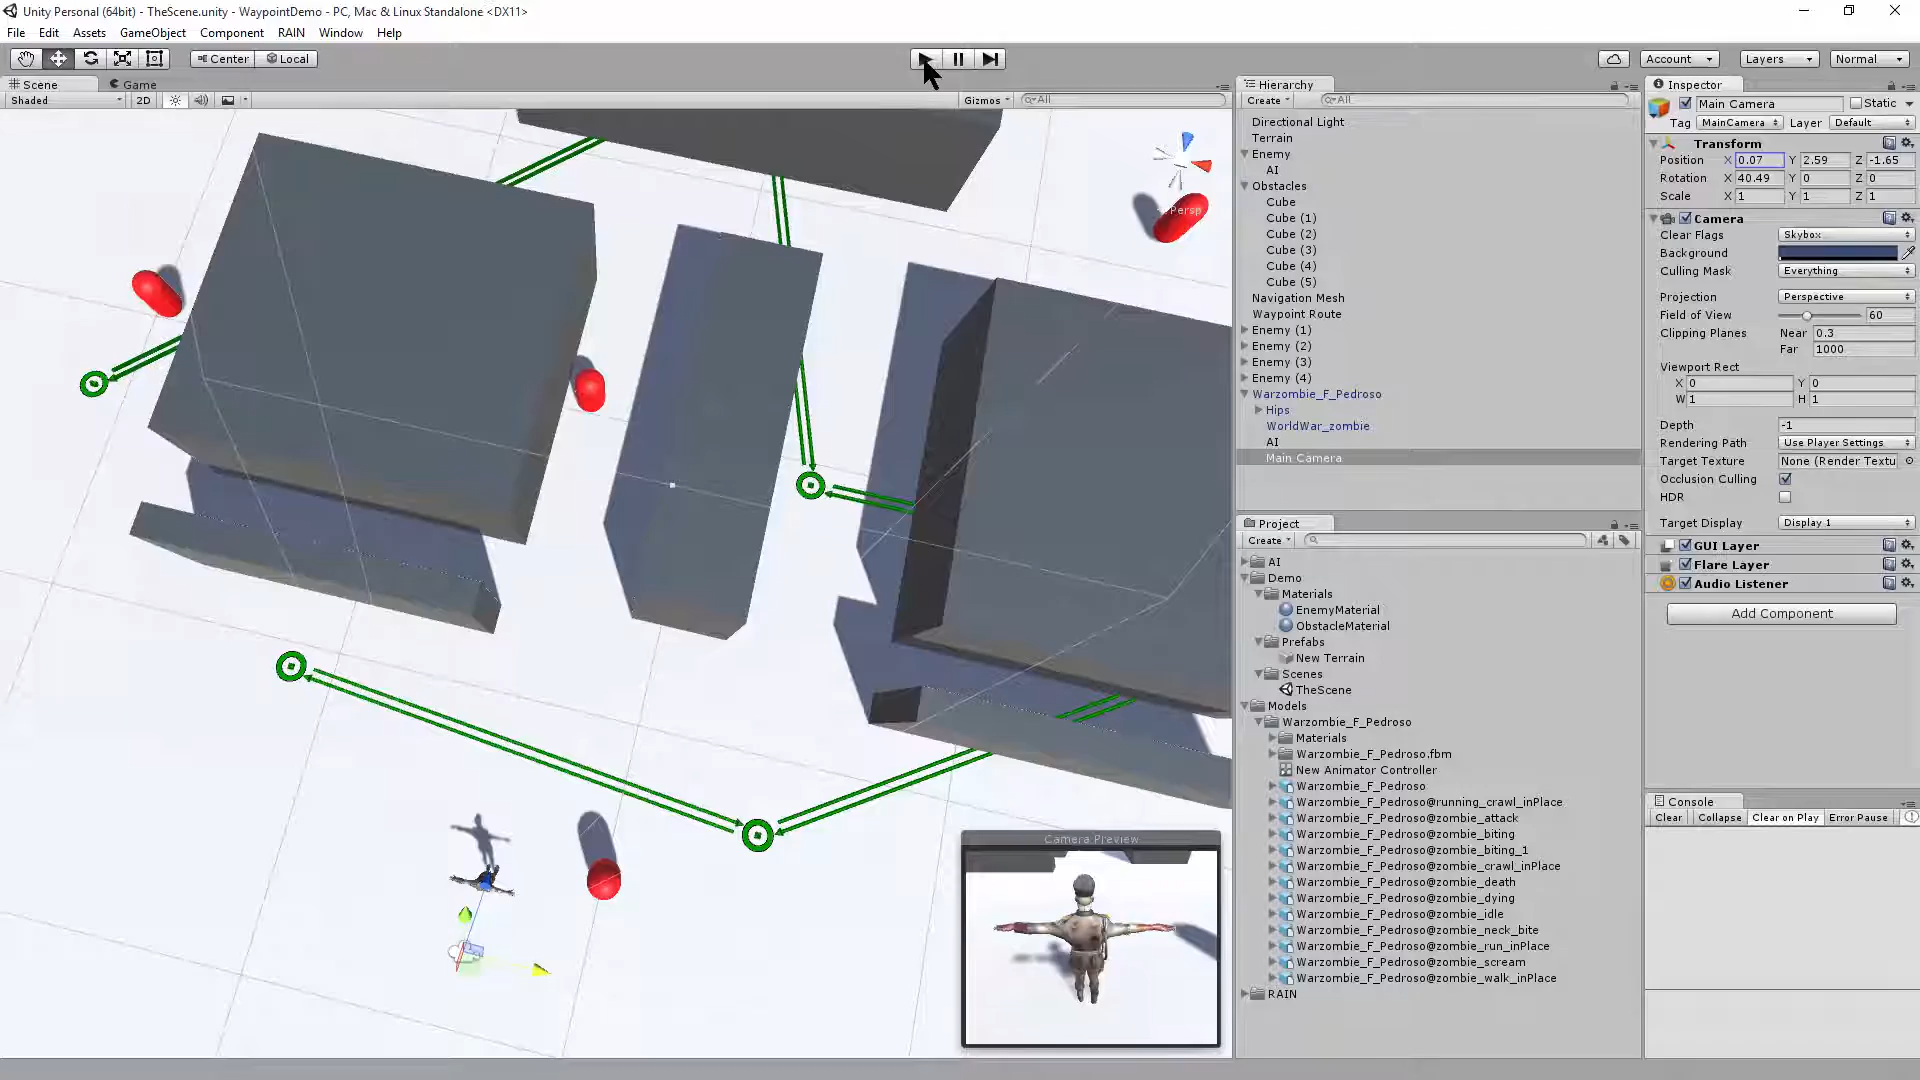 Unity Personal (64bit) - TheScene.unity - WaypointDemo - PC, Mac & Linux Standalone <DX11>
File Edit Assets GameObject Component RAIN Window Help
Center Local Account Layers Normal
Scene Game
Shaded 2D Gizmos All
Persp
Camera Preview
Hierarchy
Create All
Directional Light
Terrain
Enemy
AI
Obstacles
Cube
Cube (1)
Cube (2)
Cube (3)
Cube (4)
Cube (5)
Navigation Mesh
Waypoint Route
Enemy (1)
Enemy (2)
Enemy (3)
Enemy (4)
Warzombie_F_Pedroso
Hips
WorldWar_zombie
AI
Main Camera
Project
Create
AI
Demo
Materials
EnemyMaterial
ObstacleMaterial
Prefabs
New Terrain
Scenes
TheScene
Models
Warzombie_F_Pedroso
Materials
Warzombie_F_Pedroso.fbm
New Animator Controller
Warzombie_F_Pedroso
Warzombie_F_Pedroso@running_crawl_inPlace
Warzombie_F_Pedroso@zombie_attack
Warzombie_F_Pedroso@zombie_biting
Warzombie_F_Pedroso@zombie_biting_1
Warzombie_F_Pedroso@zombie_crawl_inPlace
Warzombie_F_Pedroso@zombie_death
Warzombie_F_Pedroso@zombie_dying
Warzombie_F_Pedroso@zombie_idle
Warzombie_F_Pedroso@zombie_neck_bite
Warzombie_F_Pedroso@zombie_run_inPlace
Warzombie_F_Pedroso@zombie_scream
Warzombie_F_Pedroso@zombie_walk_inPlace
RAIN
Inspector
Main Camera Static
Tag MainCamera Layer Default
Transform
Position X 0.07 Y 2.59 Z -1.65
Rotation X 40.49 Y 0 Z 0
Scale X 1 Y 1 Z 1
Camera
Clear Flags Skybox
Background
Culling Mask Everything
Projection Perspective
Field of View 60
Clipping Planes Near 0.3
Far 1000
Viewport Rect
X 0 Y 0
W 1 H 1
Depth -1
Rendering Path Use Player Settings
Target Texture None (Render Textu
Occlusion Culling
HDR
Target Display Display 1
GUI Layer
Flare Layer
Audio Listener
Add Component
Console
Clear Collapse Clear on Play Error Pause